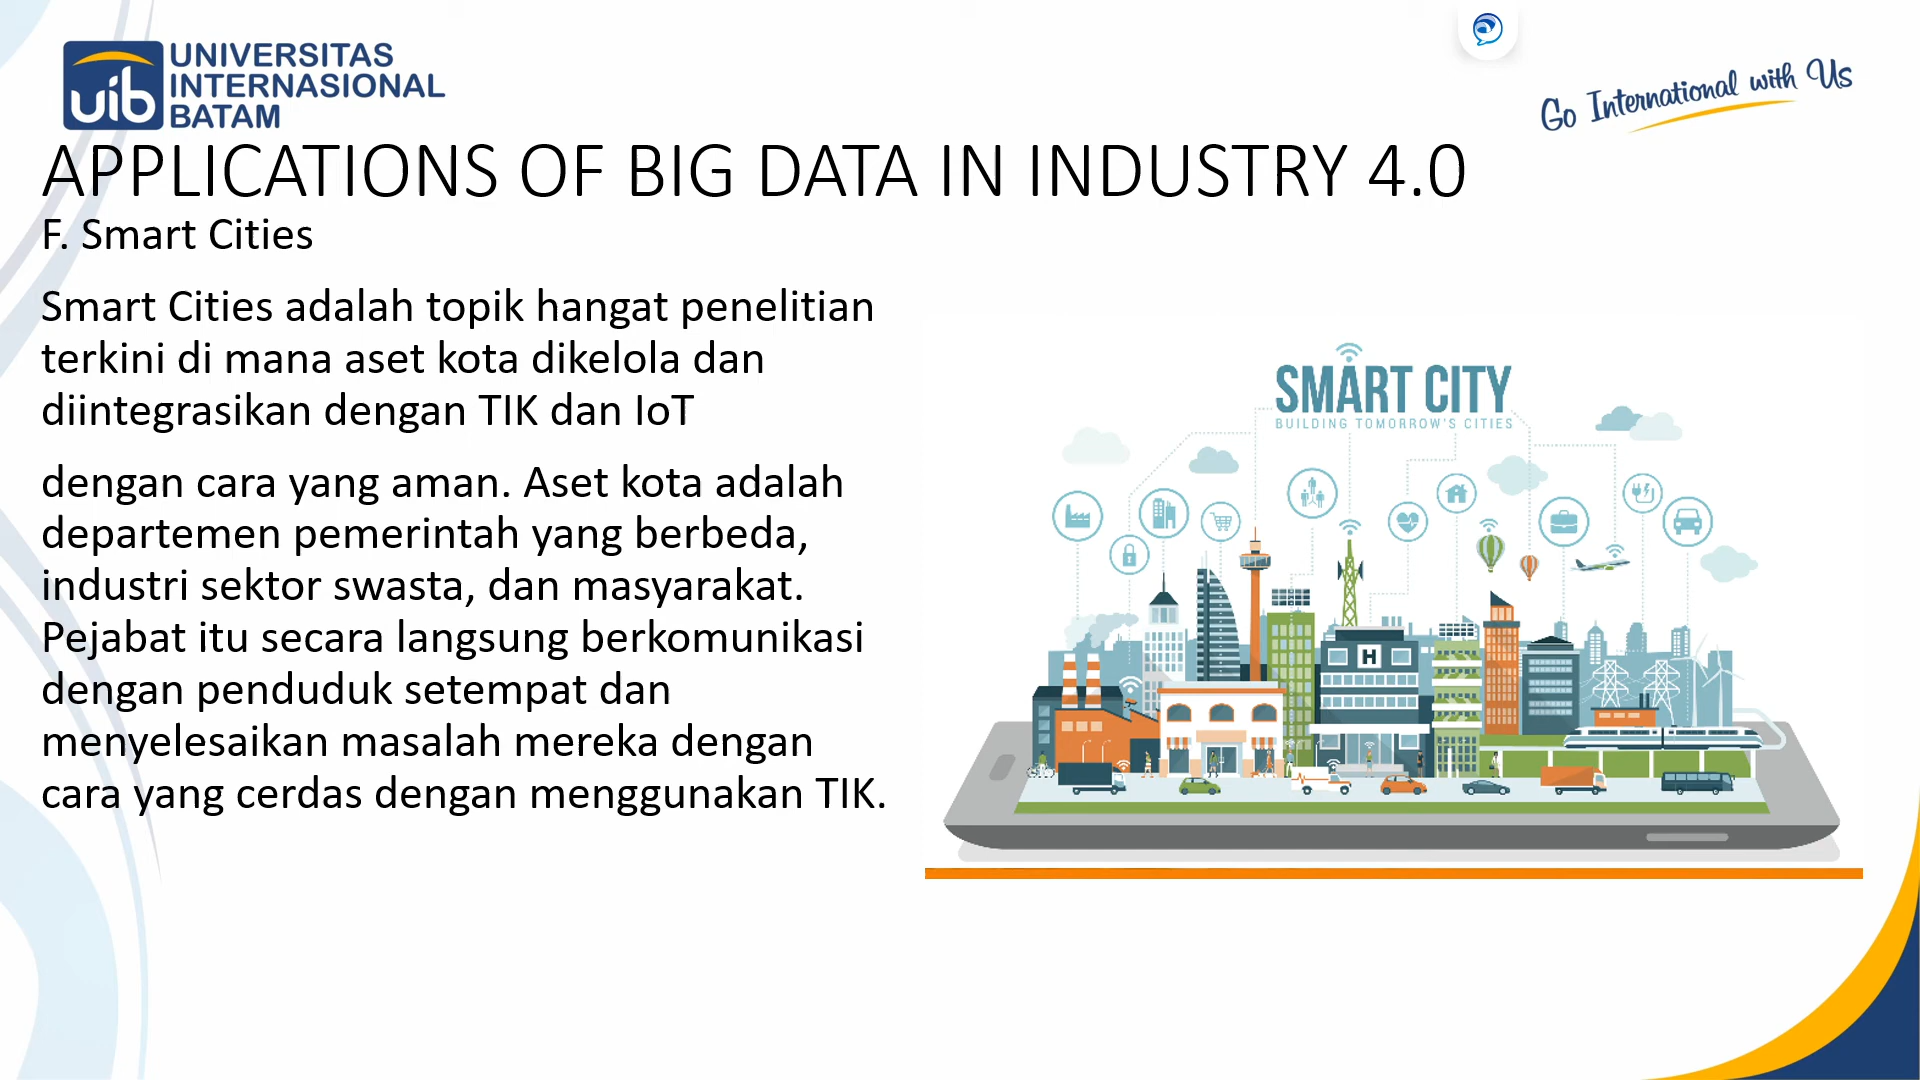 UNIVERSITAS
INTERNASIONAL
BATAM
uib
Go International with Us
APPLICATIONS OF BIG DATA IN INDUSTRY 4.0
F. Smart Cities
Smart Cities adalah topik hangat penelitian
terkini di mana aset kota dikelola dan
diintegrasikan dengan TIK dan IoT
dengan cara yang aman. Aset kota adalah
departemen pemerintah yang berbeda,
industri sektor swasta, dan masyarakat.
Pejabat itu secara langsung berkomunikasi
dengan penduduk setempat dan
menyelesaikan masalah mereka dengan
cara yang cerdas dengan menggunakan TIK.
SMART CITY
BUILDING TOMORROW'S CITIES
H